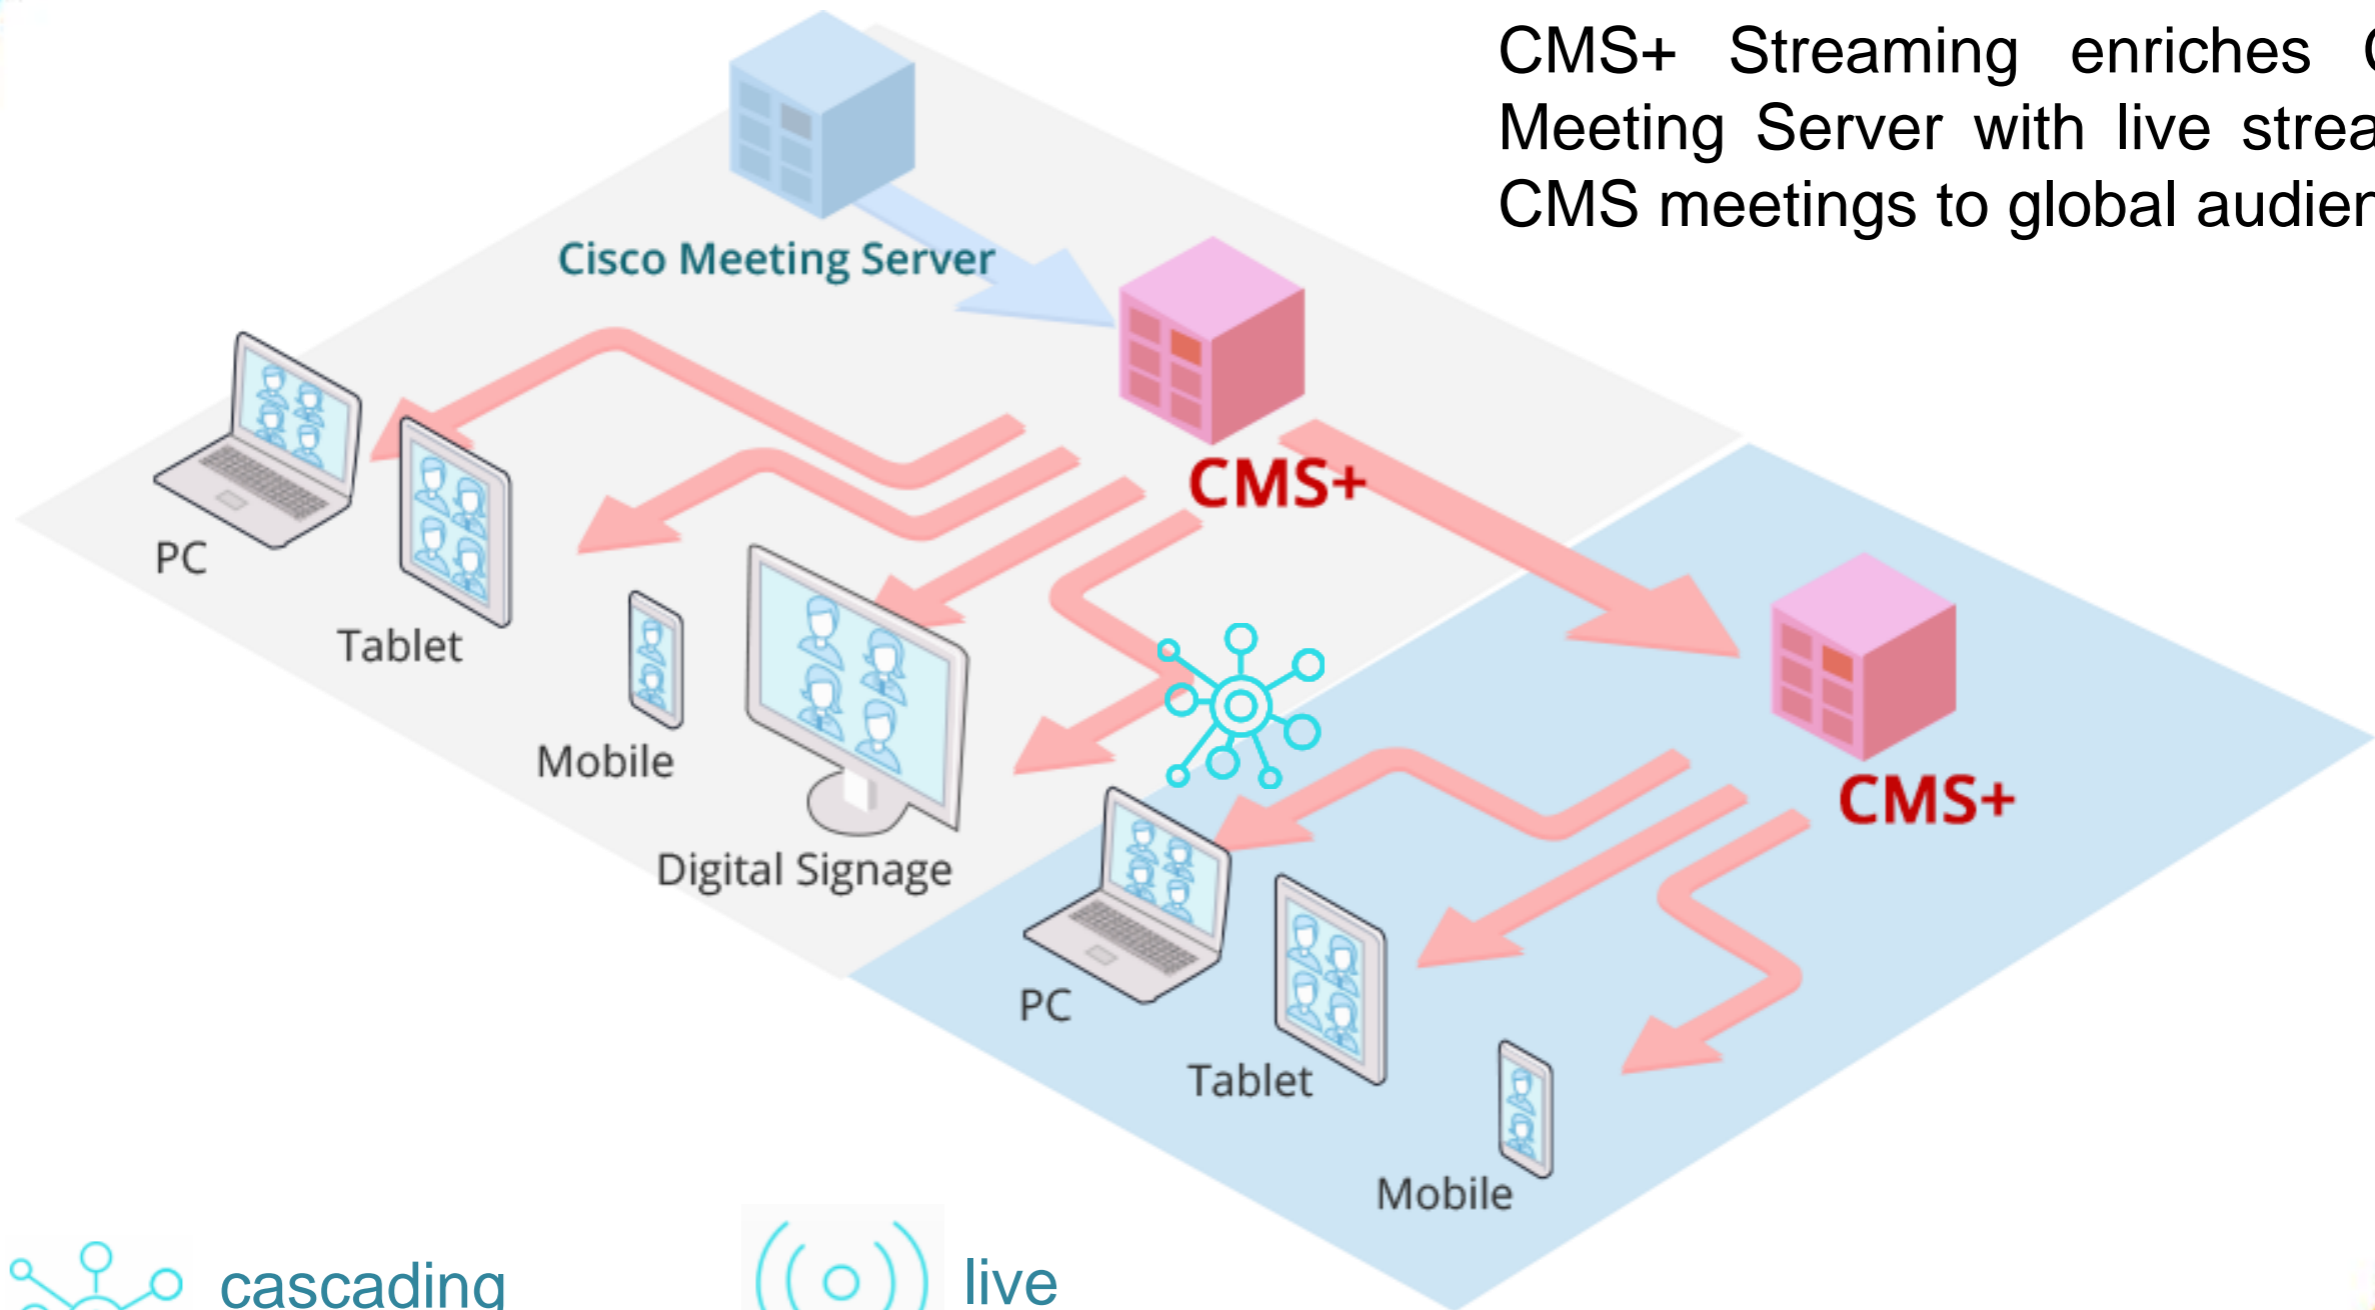 CMS+ Streaming enriches
Meeting Server with live
CMS meetings to global
Cisco Meeting Server
CMS+
PC
Tablet
Mobile
Digital Signage
CMS+
PC
Tablet
Mobile
cascading
live